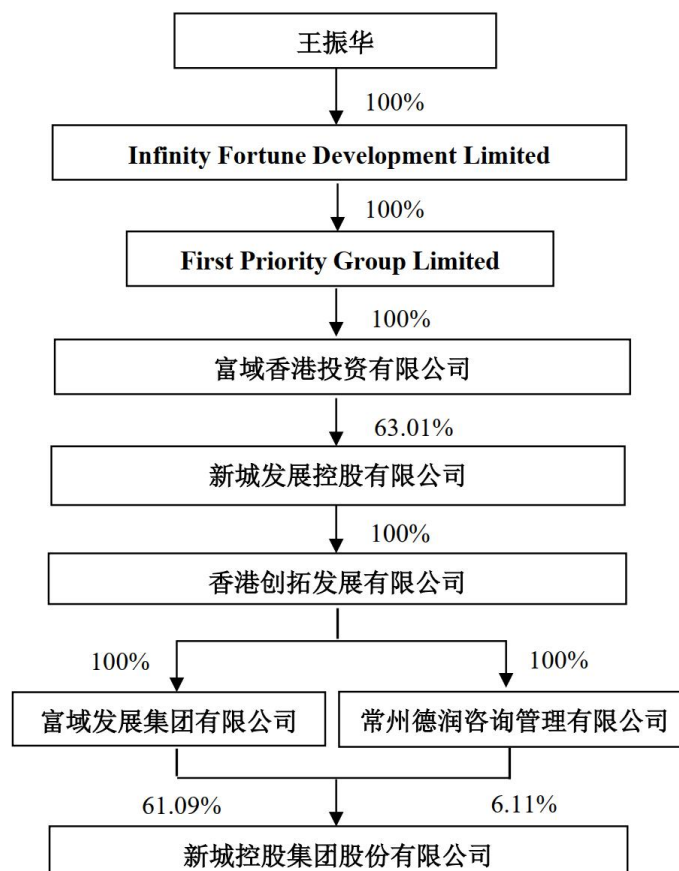 王振华
100%
Infinity Fortune Development Limited
100%
First Priority Group Limited
100%
富域香港投资有限公司
63.01%
新城发展控股有限公司
100%
香港创拓发展有限公司
100%
100%
富域发展集团有限公司
常州德润咨询管理有限公司
61.09%
6.11%
新城控股集团股份有限公司